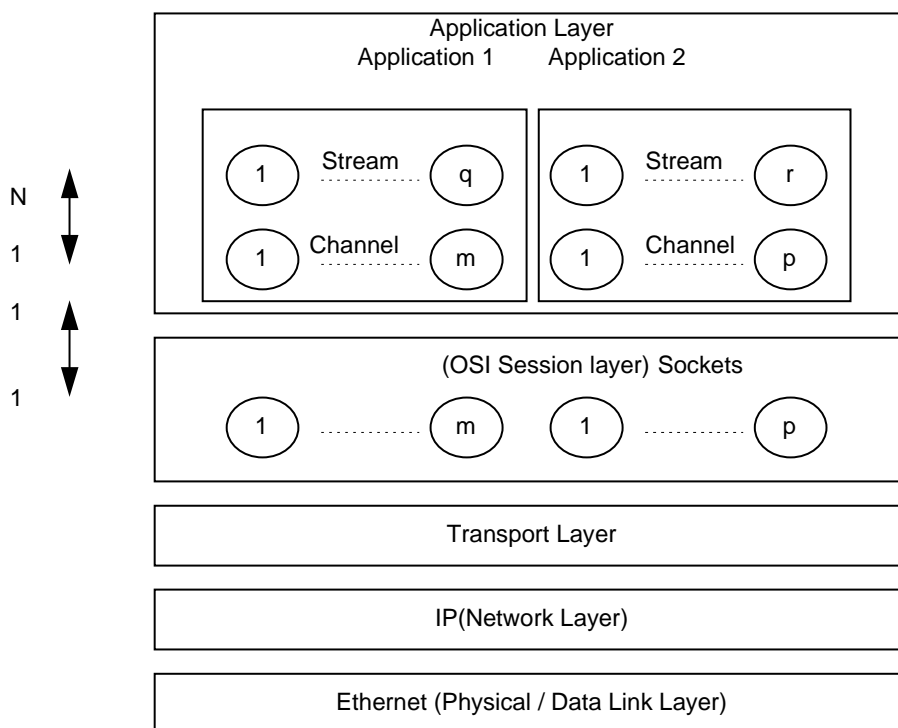 Application Layer
Application 1 Application 2
1 Stream q 1 Stream r
N
1 Channel m 1 Channel p
1
1
(OSI Session layer) Sockets
1 m 1 p
1
Transport Layer
IP(Network Layer)
Ethernet (Physical / Data Link Layer)